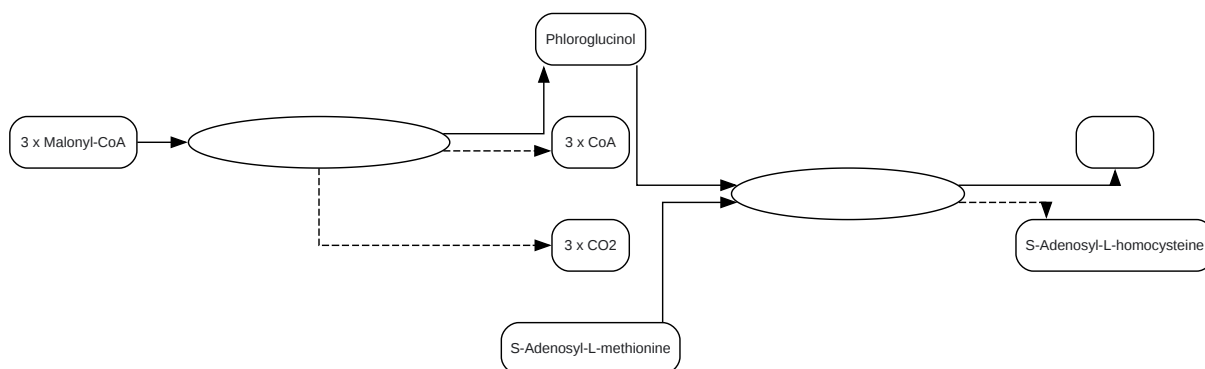 Phloroglucinol
3 x Malonyl-CoA
3 x CoA
3 x CO2
S-Adenosyl-L-homocysteine
S-Adenosyl-L-methionine